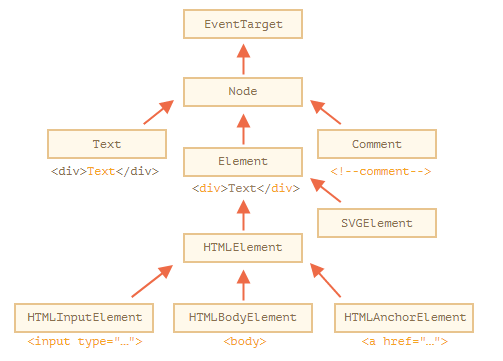 EventTarget
Node
Text
<div>Text</div>
Element
<div>Text</div>
Comment
<!--comment-->
SVGElement
HTMLElement
HTMLInputElement
<input type="…">
HTMLBodyElement
<body>
HTMLAnchorElement
<a href="…">